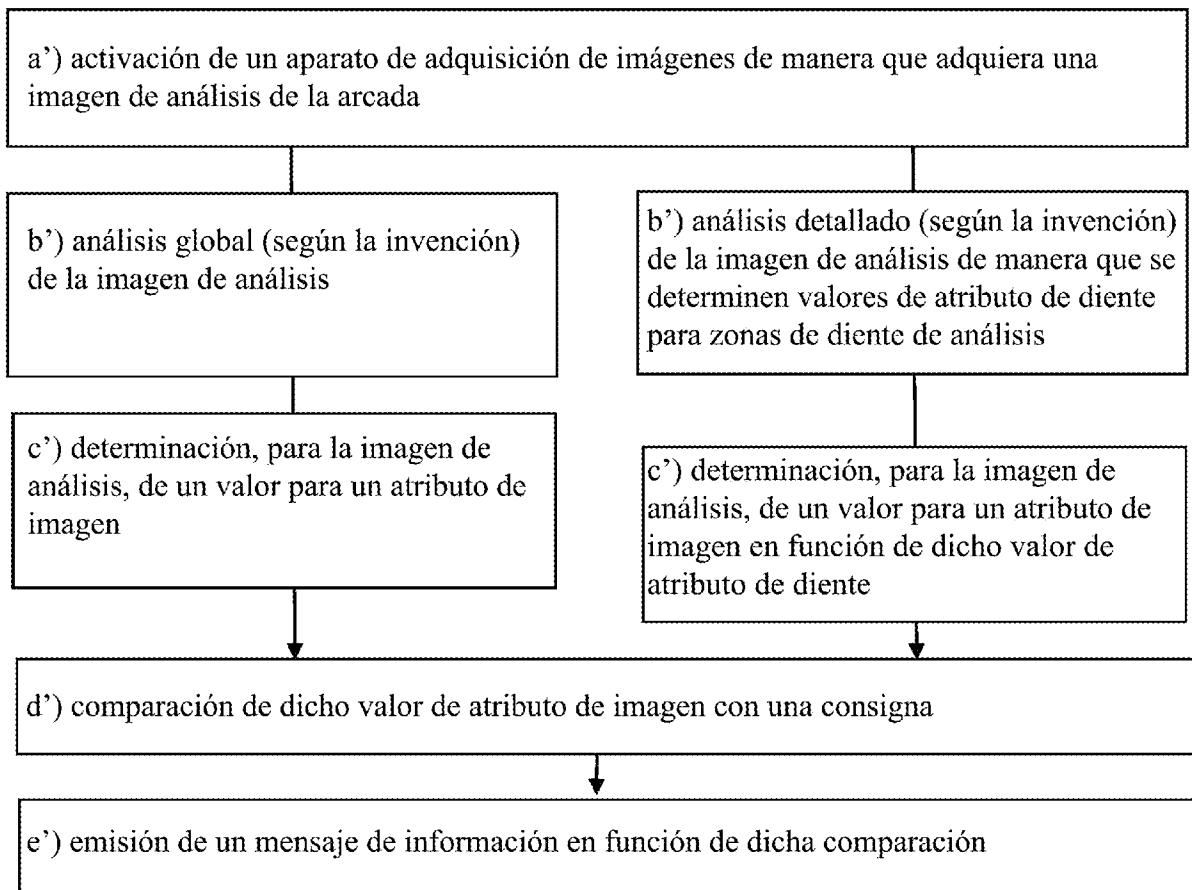 a’) activación de un aparato de adquisición de imágenes de manera que adquiera una
imagen de análisis de la arcada
b’) análisis global (según la invención)
de la imagen de análisis
b’) análisis detallado (según la invención)
de la imagen de análisis de manera que se
determinen valores de atributo de diente
para zonas de diente de análisis
c’) determinación, para la imagen de
análisis, de un valor para un atributo de
imagen
c’) determinación, para la imagen de
análisis, de un valor para un atributo de
imagen en función de dicho valor de
atributo de diente
d’) comparación de dicho valor de atributo de imagen con una consigna
e’) emisión de un mensaje de información en función de dicha comparación